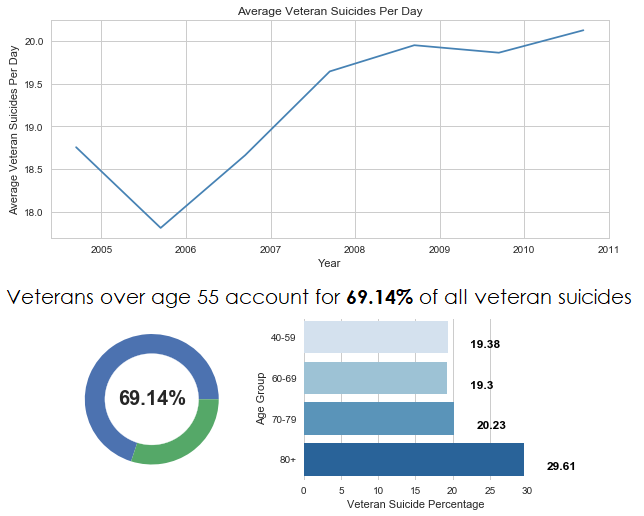 Average Veteran Suicides Per Day
Average Veteran Suicides Per Day
20.0
19.5
19.0
18.5
18.0
2005 2006 2007 2008 2009 2010 2011
Year
Veterans over age 55 account for 69.14% of all veteran suicides
69.14%
Age Group
40-59 19.38
60-69 19.3
70-79 20.23
80+ 29.61
0 5 10 15 20 25 30
Veteran Suicide Percentage